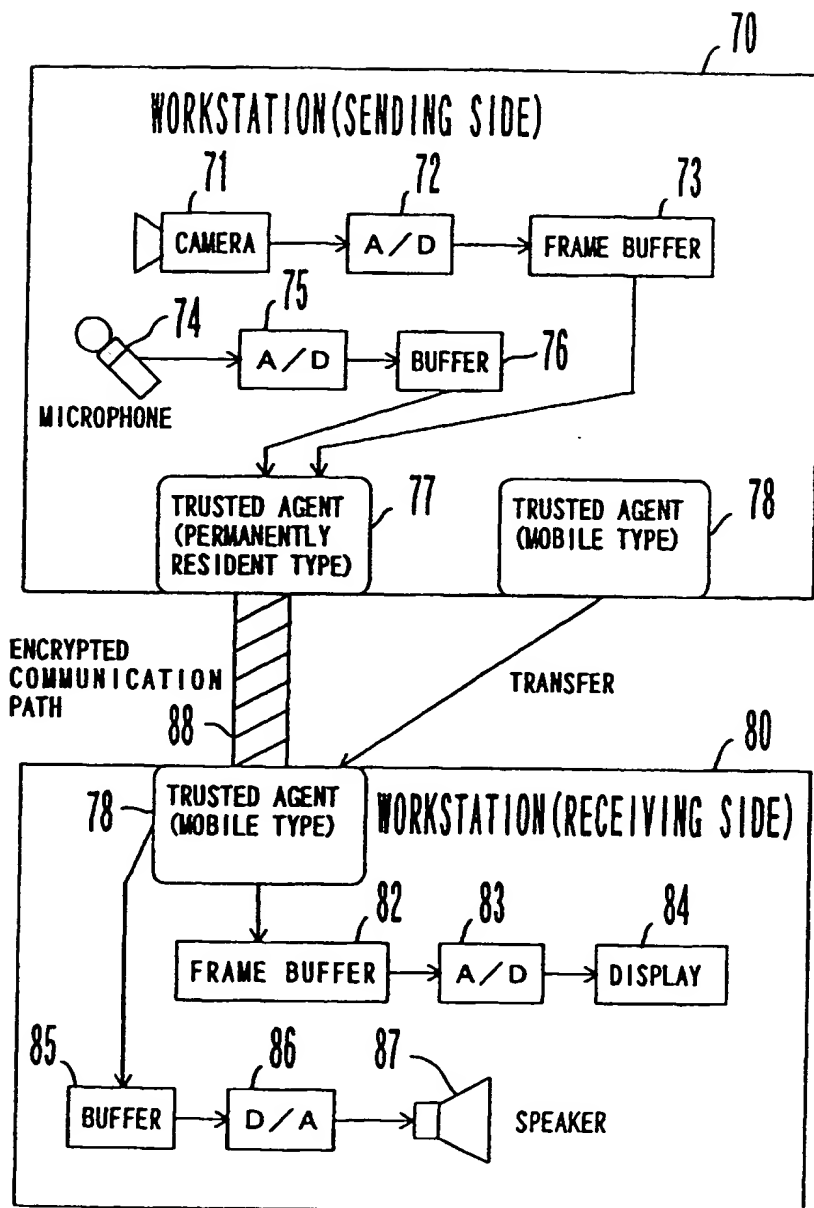 70
WORKSTATION(SENDING SIDE)
71
72
73
CAMERA
A/D
FRAME BUFFER
74
75
76
A/D
BUFFER
MICROPHONE
TRUSTED AGENT
(PERMANENTLY
RESIDENT TYPE)
77
TRUSTED AGENT
(MOBILE TYPE)
78
ENCRYPTED
COMMUNICATION
PATH
88
TRANSFER
80
78
TRUSTED AGENT
(MOBILE TYPE)
WORKSTATION(RECEIVING SIDE)
82
83
84
FRAME BUFFER
A/D
DISPLAY
85
86
87
BUFFER
D/A
SPEAKER